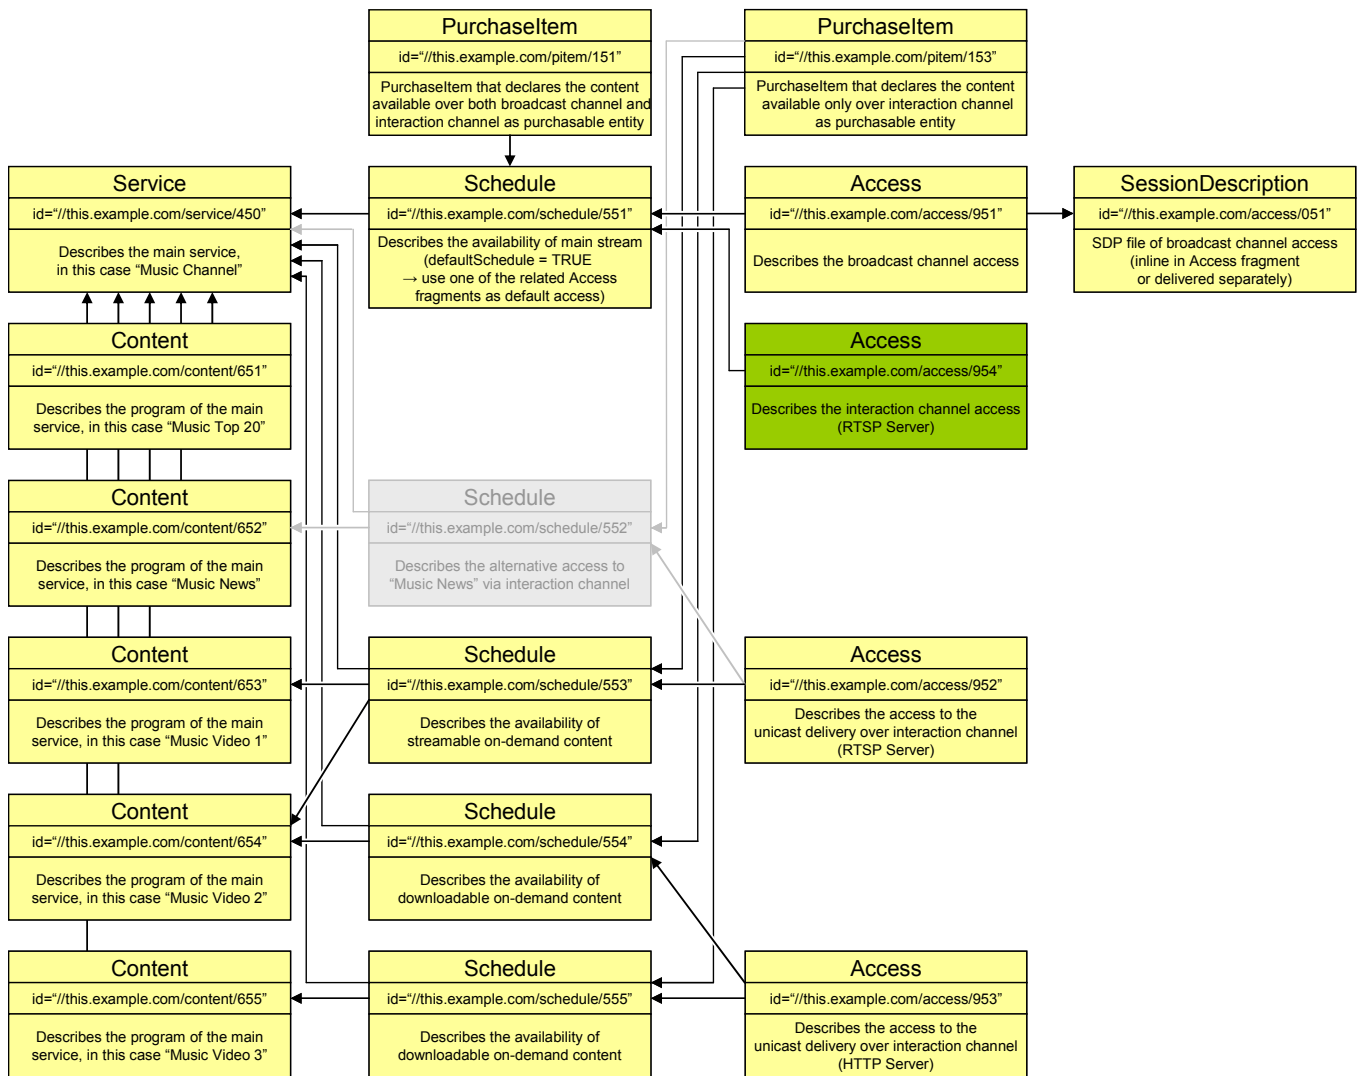 PurchaseItem
id="//this.example.com/pitem/151”
PurchaseItem that declares the content
available over both broadcast channel and
interaction channel as purchasable entity
PurchaseItem
id=“//this.example.com/pitem/153”
PurchaseItem that declares the content
available only over interaction channel
as purchasable entity
Service
id=“//this.example.com/service/450”
Describes the main service,
in this case “Music Channel”
Schedule
id=“//this.example.com/schedule/551”
Describes the availability of main stream
(defaultSchedule = TRUE
→ use one of the related Access
fragments as default access)
Access
id=“//this.example.com/access/951”
Describes the broadcast channel access
SessionDescription
id=“//this.example.com/access/051”
SDP file of broadcast channel access
(inline in Access fragment
or delivered separately)
Content
id=“//this.example.com/content/651”
Describes the program of the main
service, in this case “Music Top 20”
Access
id=“//this.example.com/access/954”
Describes the interaction channel access
(RTSP Server)
Content
id=“//this.example.com/content/652”
Describes the program of the main
service, in this case “Music News”
Schedule
id=“//this.example.com/schedule/552”
Describes the alternative access to
“Music News” via interaction channel
Content
id=“//this.example.com/content/653”
Describes the program of the main
service, in this case “Music Video 1”
Schedule
id=“//this.example.com/schedule/553”
Describes the availability of
streamable on-demand content
Access
id=“//this.example.com/access/952”
Describes the access to the
unicast delivery over interaction channel
(RTSP Server)
Content
id=“//this.example.com/content/654”
Describes the program of the main
service, in this case “Music Video 2”
Schedule
id=“//this.example.com/schedule/554”
Describes the availability of
downloadable on-demand content
Content
id=“//this.example.com/content/655”
Describes the program of the main
service, in this case “Music Video 3”
Schedule
id=“//this.example.com/schedule/555”
Describes the availability of
downloadable on-demand content
Access
id=“//this.example.com/access/953”
Describes the access to the
unicast delivery over interaction channel
(HTTP Server)